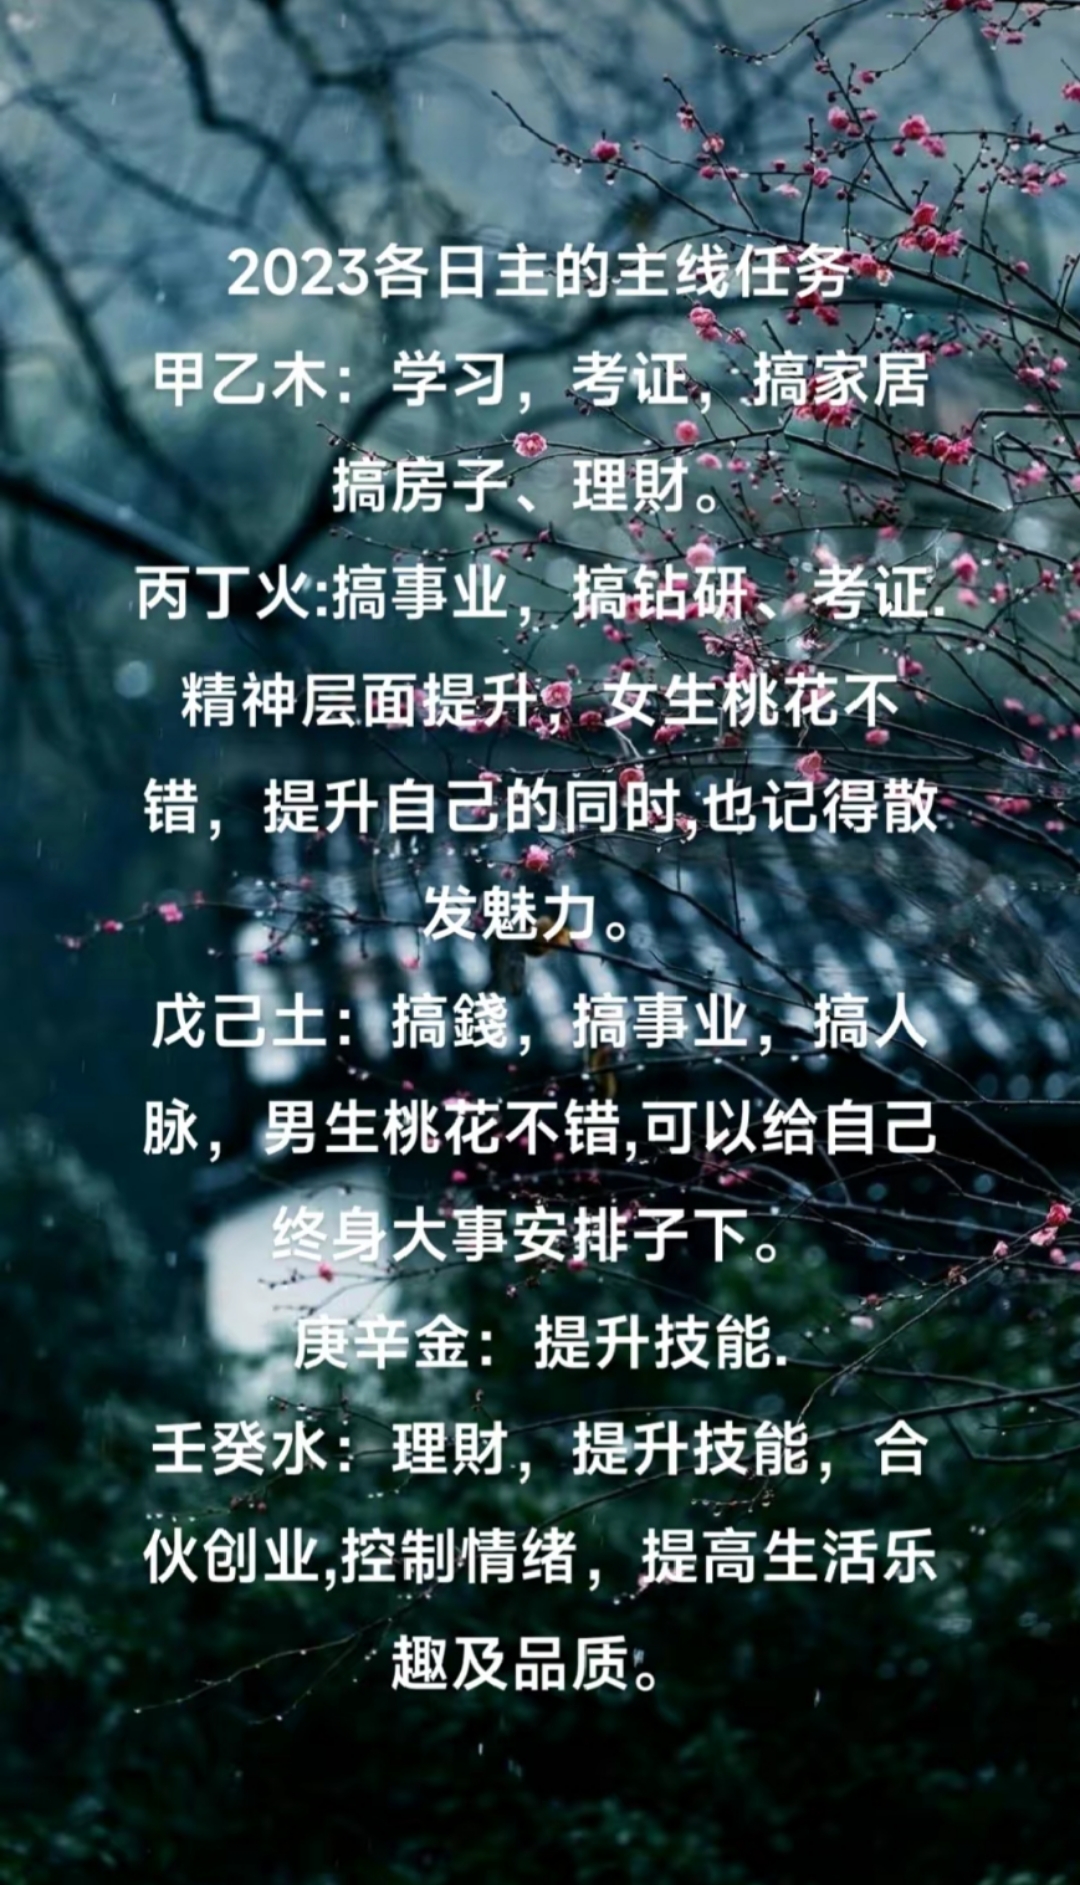 2023各日主的主线任务
甲乙木：学习，考证，搞家居
搞房子、理財。
丙丁火:搞事业，搞钻研、考证.
精神层面提升，女生桃花不
错，提升自己的同时,也记得散
发魅力。
戊己土：搞錢，搞事业，搞人
脉，男生桃花不错,可以给自己
终身大事安排子下。
庚辛金：提升技能.
壬癸水：理財，提升技能，合
伙创业,控制情绪，提高生活乐
趣及品质。